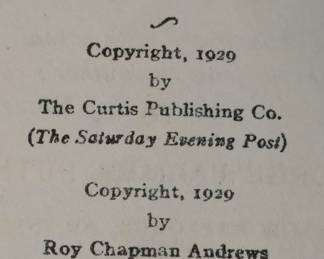 Copyright, 1929
by
The Curtis Publishing Co.
(The Saturday Evening Post)
Copyright, 1929
by
Roy Chapman Andrews